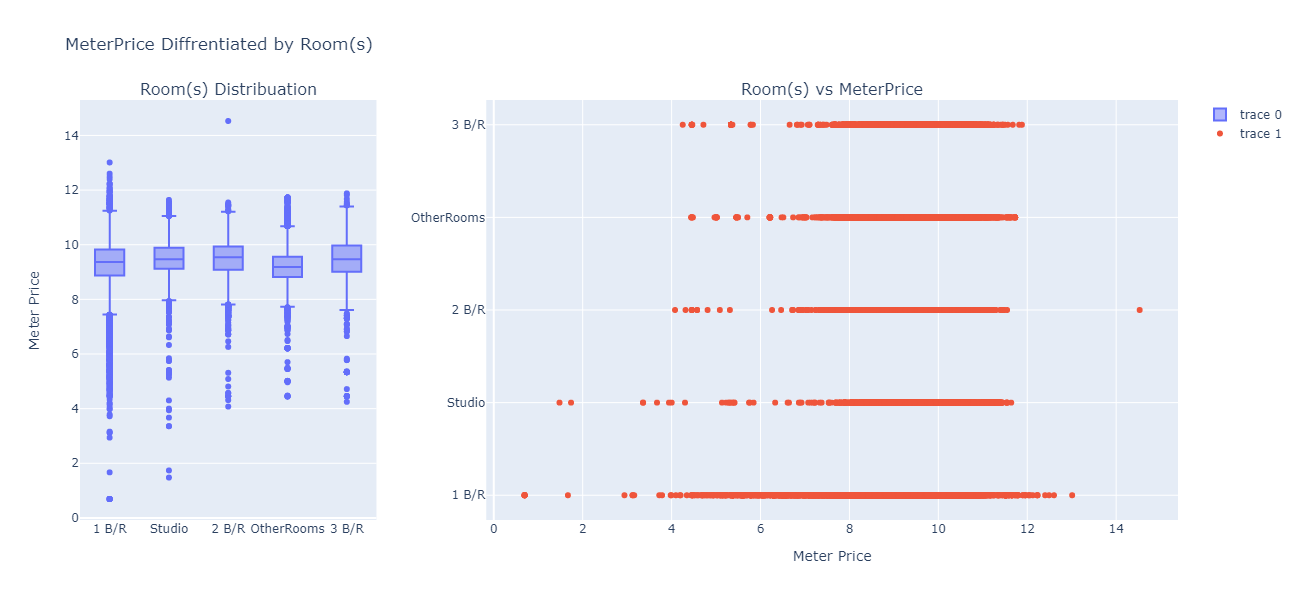 MeterPrice Diffrentiated by Room(s)
Room(s) Distribuation
Meter Price
14
12
10
8
6
4
2
0
1 B/R
Studio
2 B/R
OtherRooms
3 B/R
Room(s) vs MeterPrice
3 B/R
OtherRooms
2 B/R
Studio
1 B/R
0
2
4
6
8
10
12
14
Meter Price
trace 0
trace 1